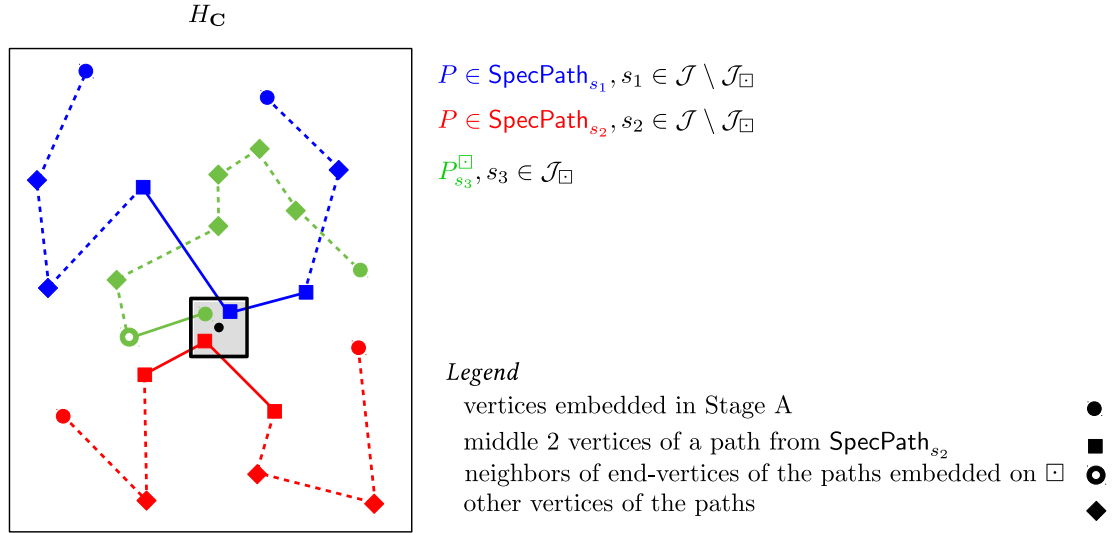 H_C
P ∈ SpecPath_{s_1}, s_1 ∈ 𝒥 \ 𝒥_⊡
P ∈ SpecPath_{s_2}, s_2 ∈ 𝒥 \ 𝒥_⊡
P_{s_3}^⊡, s_3 ∈ 𝒥_⊡
Legend
vertices embedded in Stage A
middle 2 vertices of a path from SpecPath_{s_2}
neighbors of end-vertices of the paths embedded on ⊡
other vertices of the paths